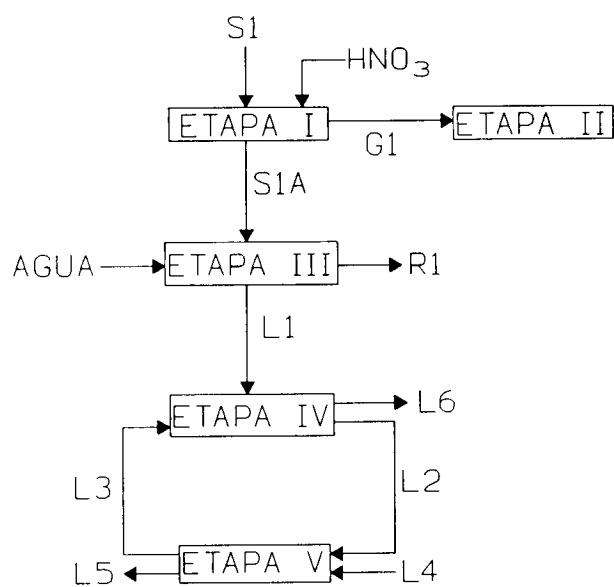 S1
HNO3
ETAPA I
ETAPA II
G1
S1A
AGUA
ETAPA III
R1
L1
ETAPA IV
L6
L3
L2
L5
ETAPA V
L4